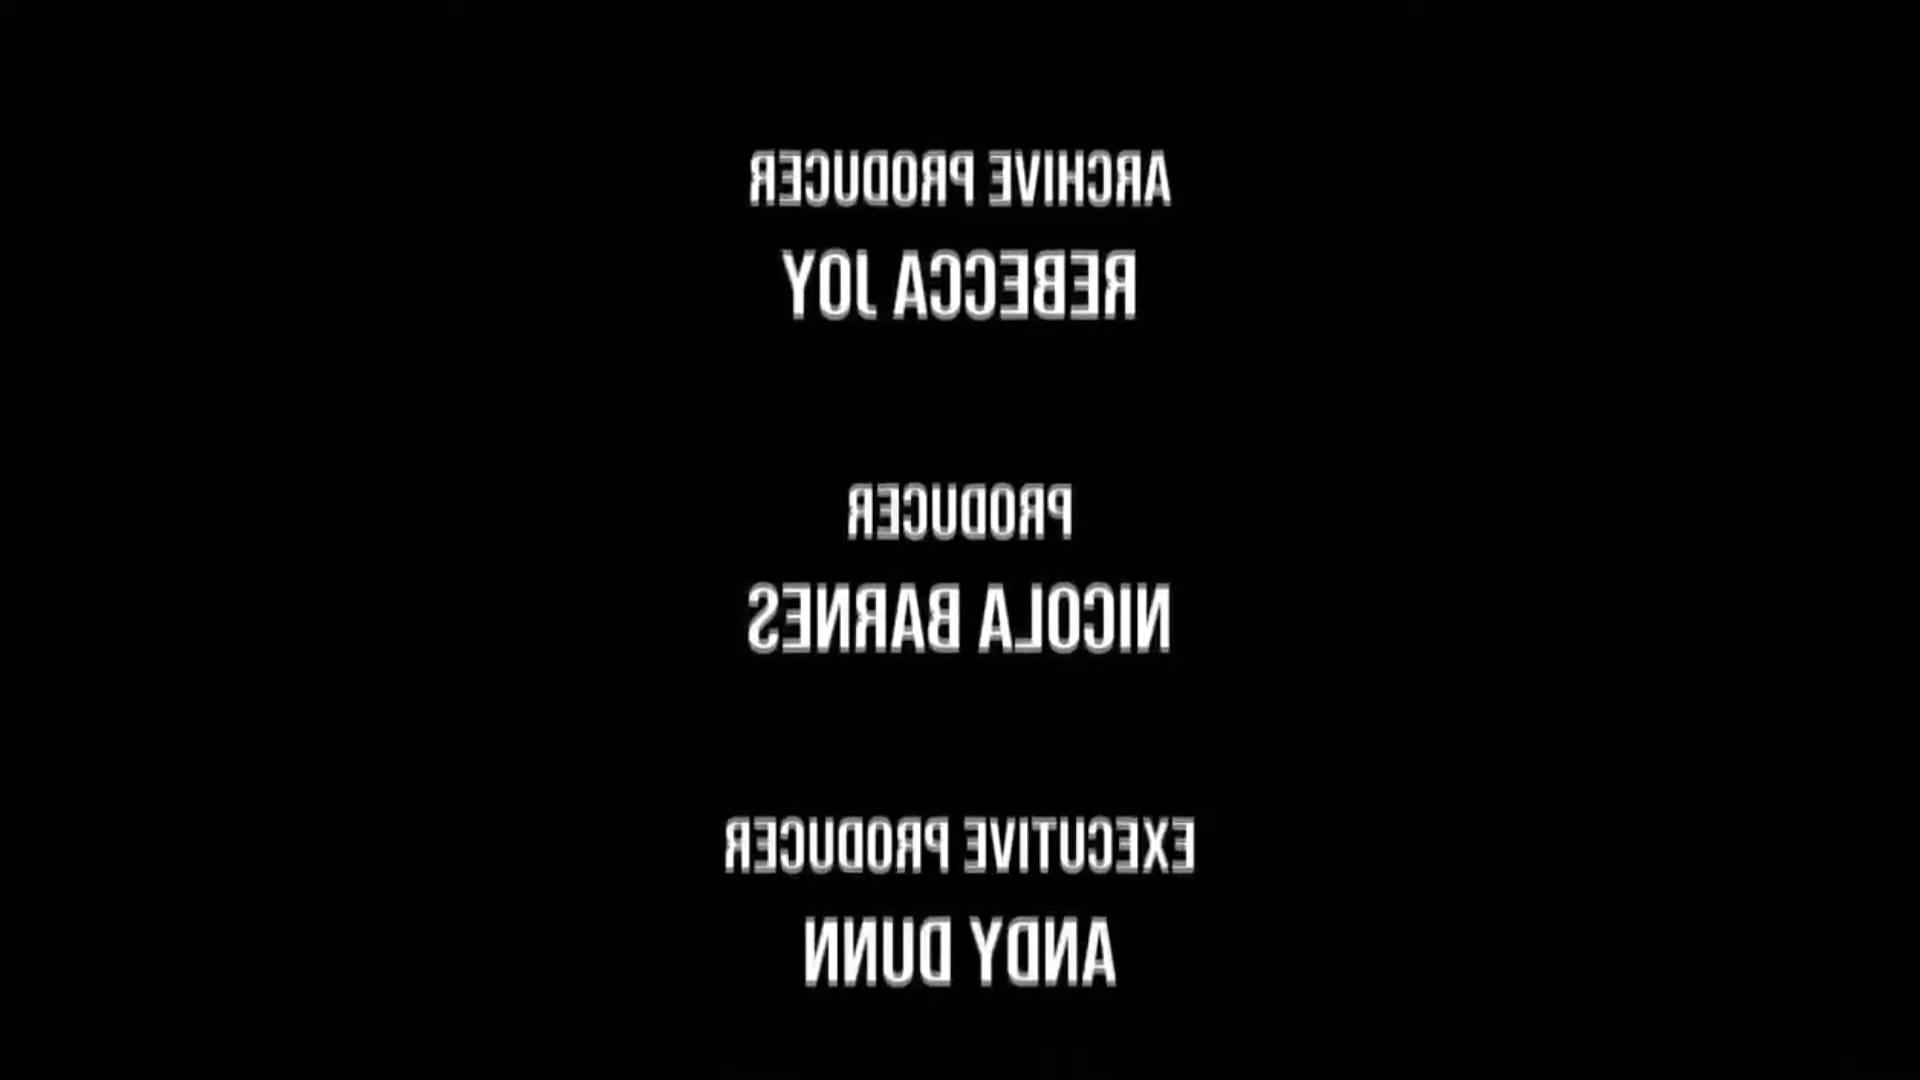 ARCHIVE PRODUCER
REBECCA JOY
PRODUCER
NICOLA BARNES
EXECUTIVE PRODUCER
ANDY DUNN